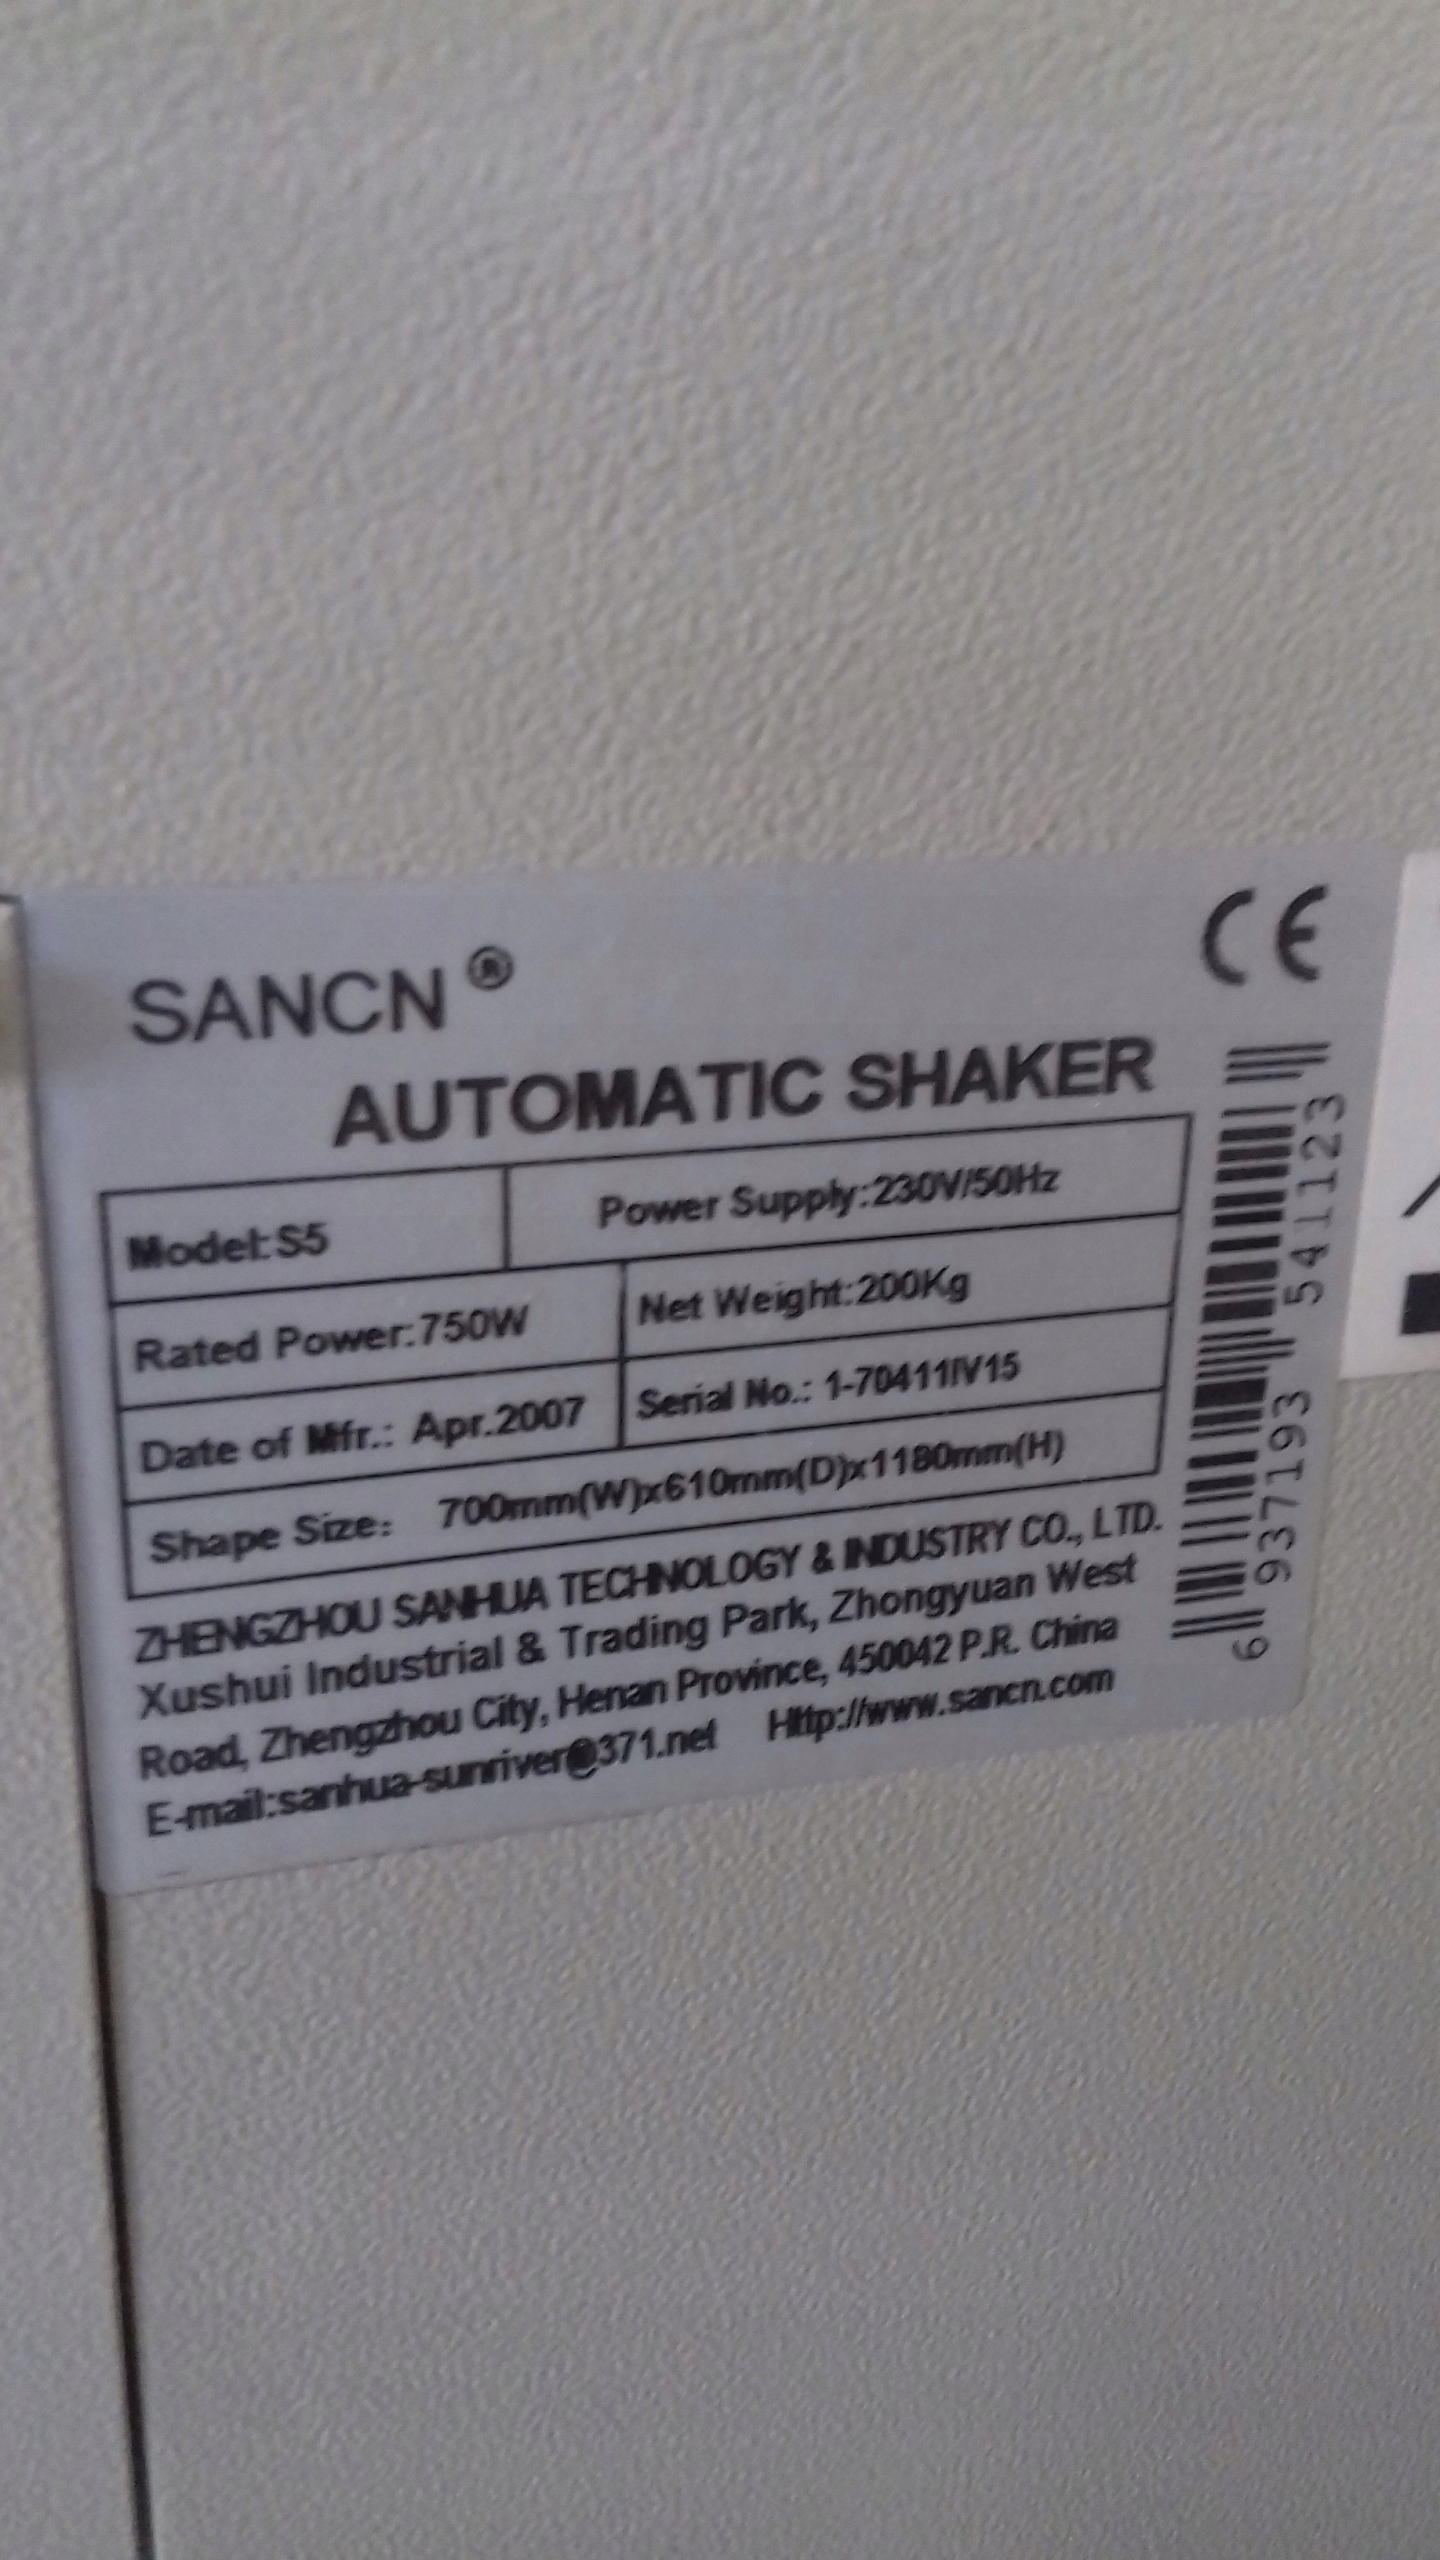 SANCN ®
CE
AUTOMATIC SHAKER
Model:S5 Power Supply:230V/50Hz
Rated Power:750W Net Weight:200Kg
Date of Mfr.: Apr.2007 Serial No.: 1-70411IV15
Shape Size: 700mm(W)x610mm(D)x1180mm(H)
ZHENGZHOU SANHUA TECHNOLOGY & INDUSTRY CO., LTD.
Xushui Industrial & Trading Park, Zhongyuan West
Road, Zhengzhou City, Henan Province, 450042 P.R. China
E-mail:sanhua-sunriver@371.net Http://www.sancn.com
6 937193 541123